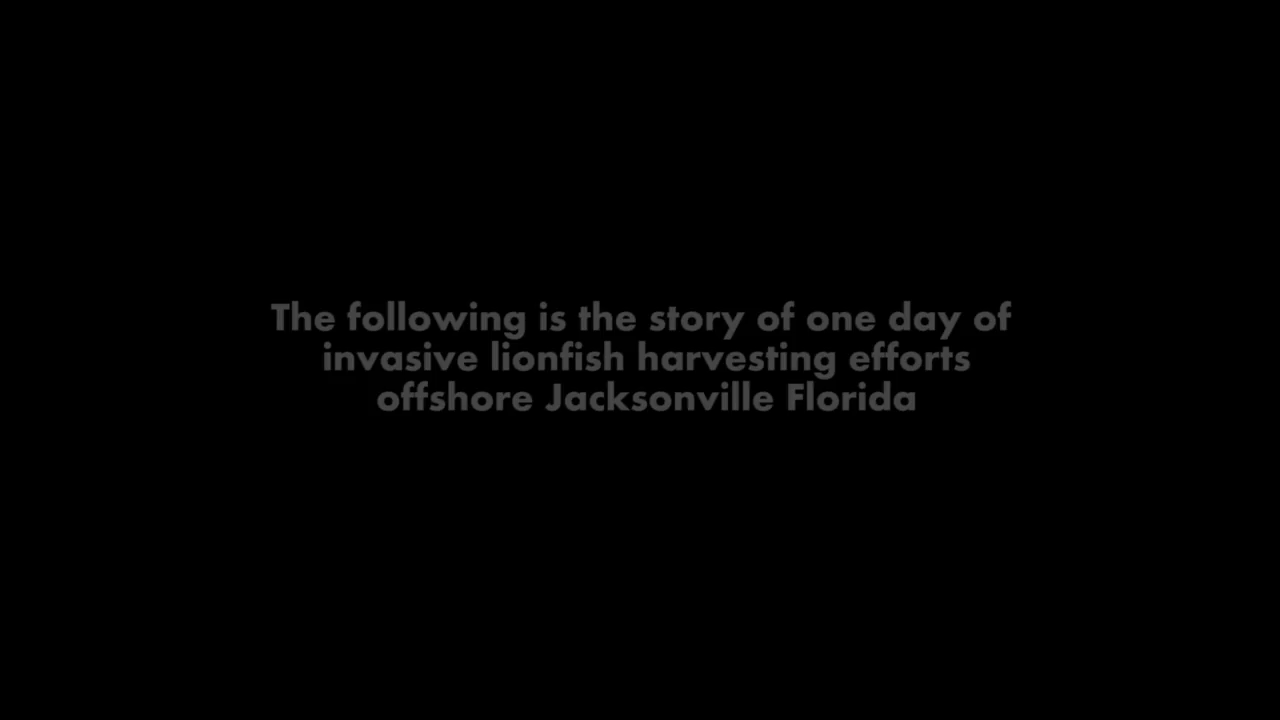 The following is the story of one day of
invasive lionfish harvesting efforts
offshore Jacksonville Florida